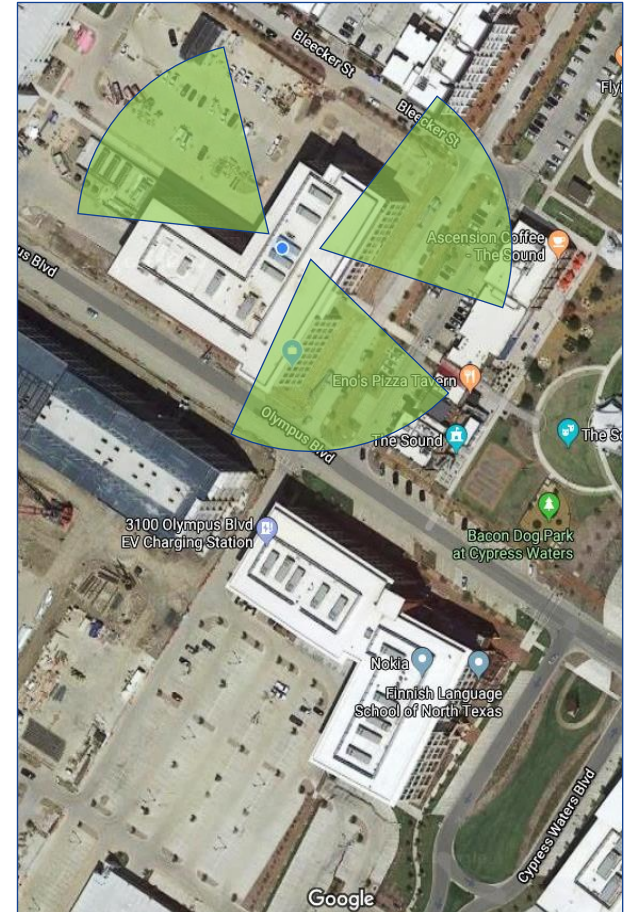 Bleecker St
Bleecker St
Fly
Ascension Coffee
- The Sound
us Blvd
Eno's Pizza Tavern
Olympus Blvd
The Sound
The So
3100 Olympus Blvd
EV Charging Station
Bacon Dog Park
at Cypress Waters
Nokia
Finnish Language
School of North Texas
Cypress Waters Blvd
Google